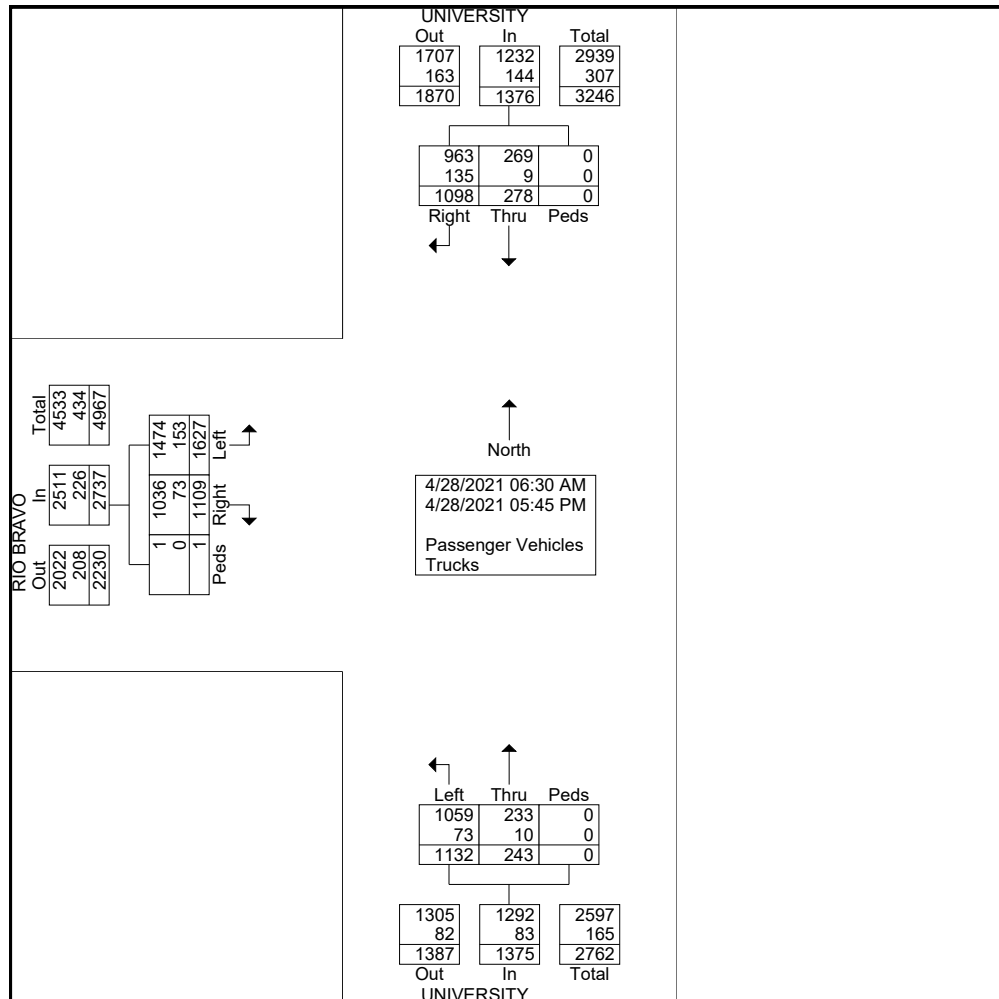 UNIVERSITY
Out In Total
1707 1232 2939
163 144 307
1870 1376 3246
963 269 0
135 9 0
1098 278 0
Right Thru Peds
RIO BRAVO
Out In Total
2022 2511 4533
208 226 434
2230 2737 4967
1 1036 1474
0 73 153
1 1109 1627
Peds Right Left
North
4/28/2021 06:30 AM
4/28/2021 05:45 PM
Passenger Vehicles
Trucks
Left Thru Peds
1059 233 0
73 10 0
1132 243 0
1305 1292 2597
82 83 165
1387 1375 2762
Out In Total
UNIVERSITY